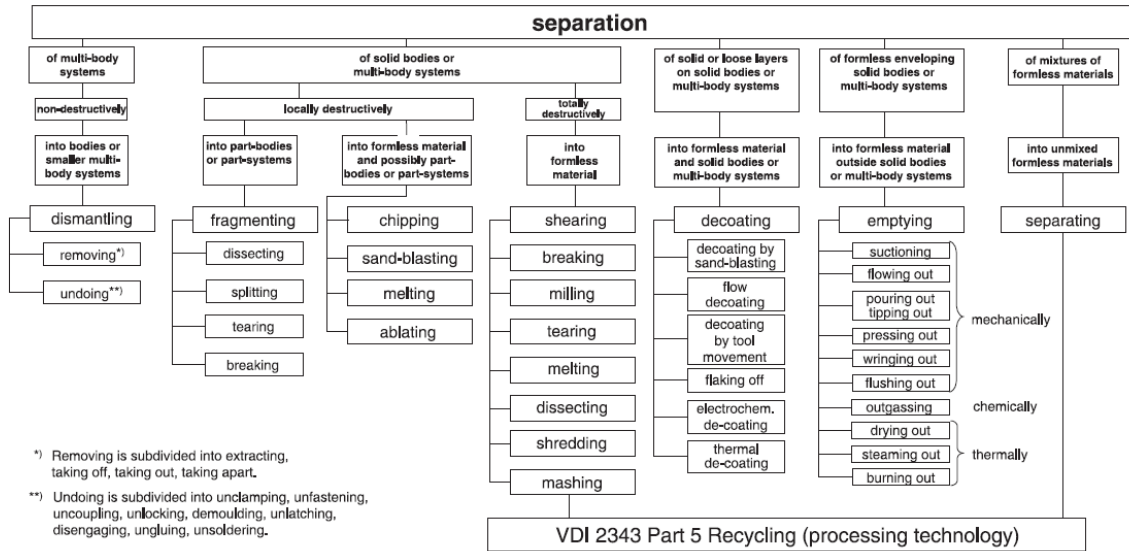 separation
of multi-body
systems
of solid bodies or
multi-body systems
of solid or loose layers
on solid bodies or
multi-body systems
of formless enveloping
solid bodies or
multi-body systems
of mixtures of
formless materials
non-destructively
locally destructively
totally
destructively
into bodies or
smaller multi-
body systems
into part-bodies
or part-systems
into formless material
and possibly part-
bodies or part-systems
into
formless
material
into formless material
and solid bodies or
multi-body systems
into formless material
outside solid bodies
or multi-body systems
into unmixed
formless materials
dismantling
removing*)
undoing**)
fragmenting
dissecting
splitting
tearing
breaking
chipping
sand-blasting
melting
ablating
shearing
breaking
milling
tearing
melting
dissecting
shredding
mashing
decoating
decoating by
sand-blasting
flow
decoating
decoating
by tool
movement
flaking off
electrochem.
de-coating
thermal
de-coating
emptying
suctioning
flowing out
pouring out
tipping out
pressing out
wringing out
flushing out
mechanically
outgassing
chemically
drying out
steaming out
burning out
thermally
separating
*) Removing is subdivided into extracting,
taking off, taking out, taking apart.
**) Undoing is subdivided into unclamping, unfastening,
uncoupling, unlocking, demoulding, unlatching,
disengaging, ungluing, unsoldering.
VDI 2343 Part 5 Recycling (processing technology)